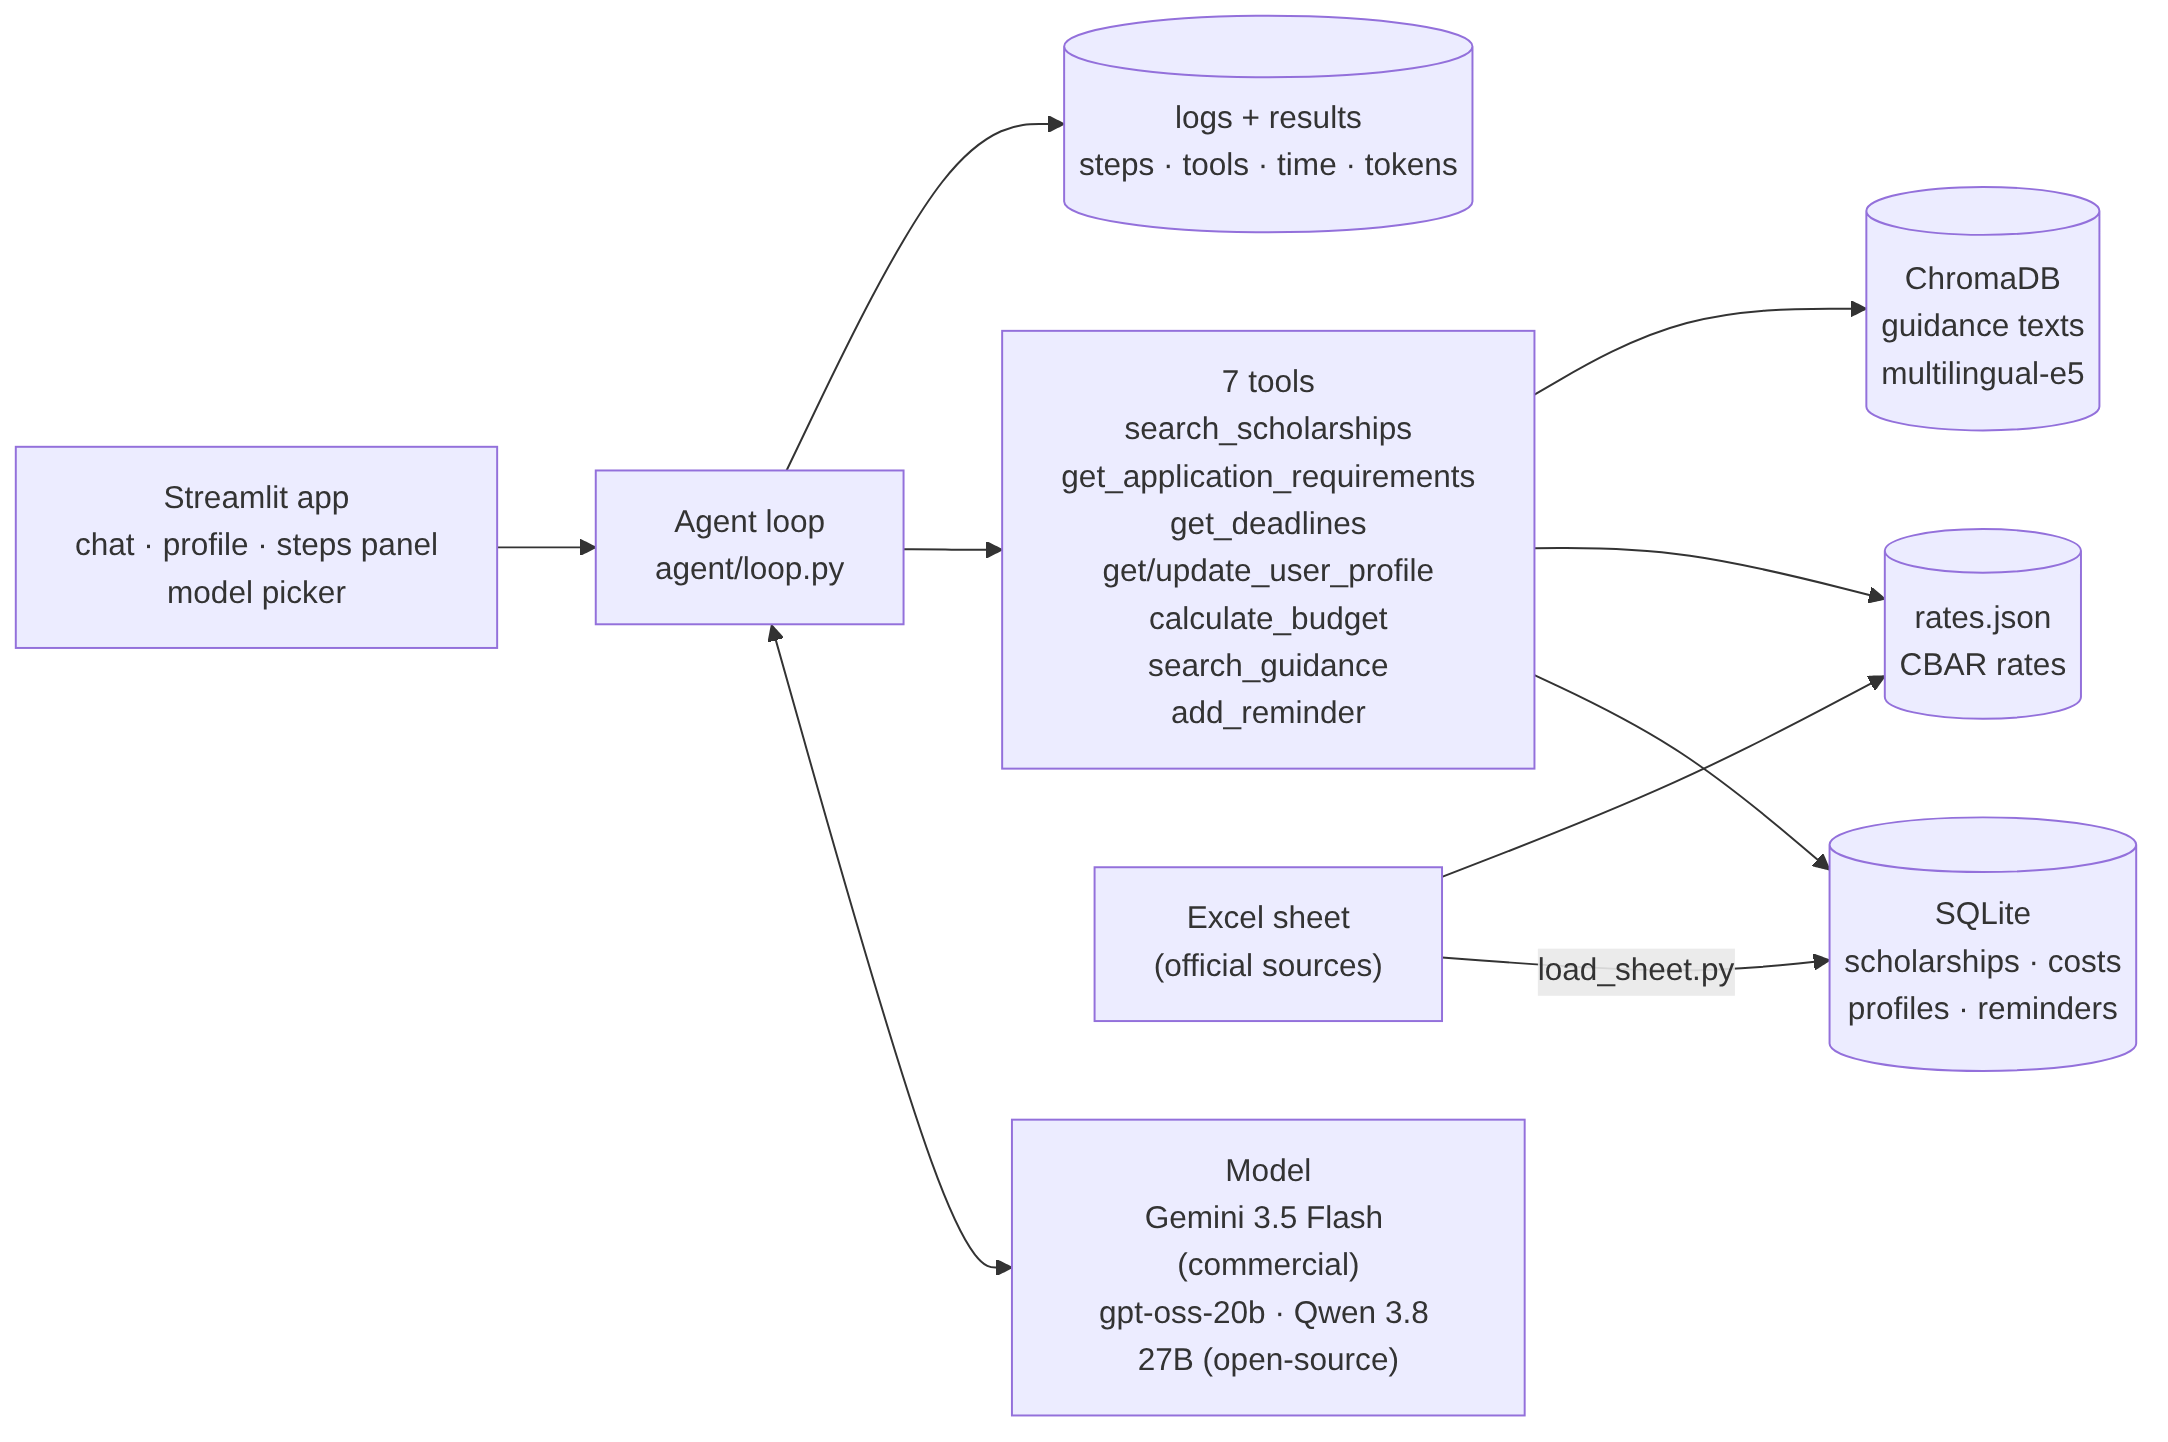 logs + results
steps · tools · time · tokens
ChromaDB
guidance texts
multilingual-e5
7 tools
search_scholarships
get_application_requirements
get_deadlines
get/update_user_profile
calculate_budget
search_guidance
add_reminder
Streamlit app
chat · profile · steps panel
model picker
Agent loop
agent/loop.py
rates.json
CBAR rates
Excel sheet
(official sources)
load_sheet.py
SQLite
scholarships · costs
profiles · reminders
Model
Gemini 3.5 Flash
(commercial)
gpt-oss-20b · Qwen 3.8
27B (open-source)